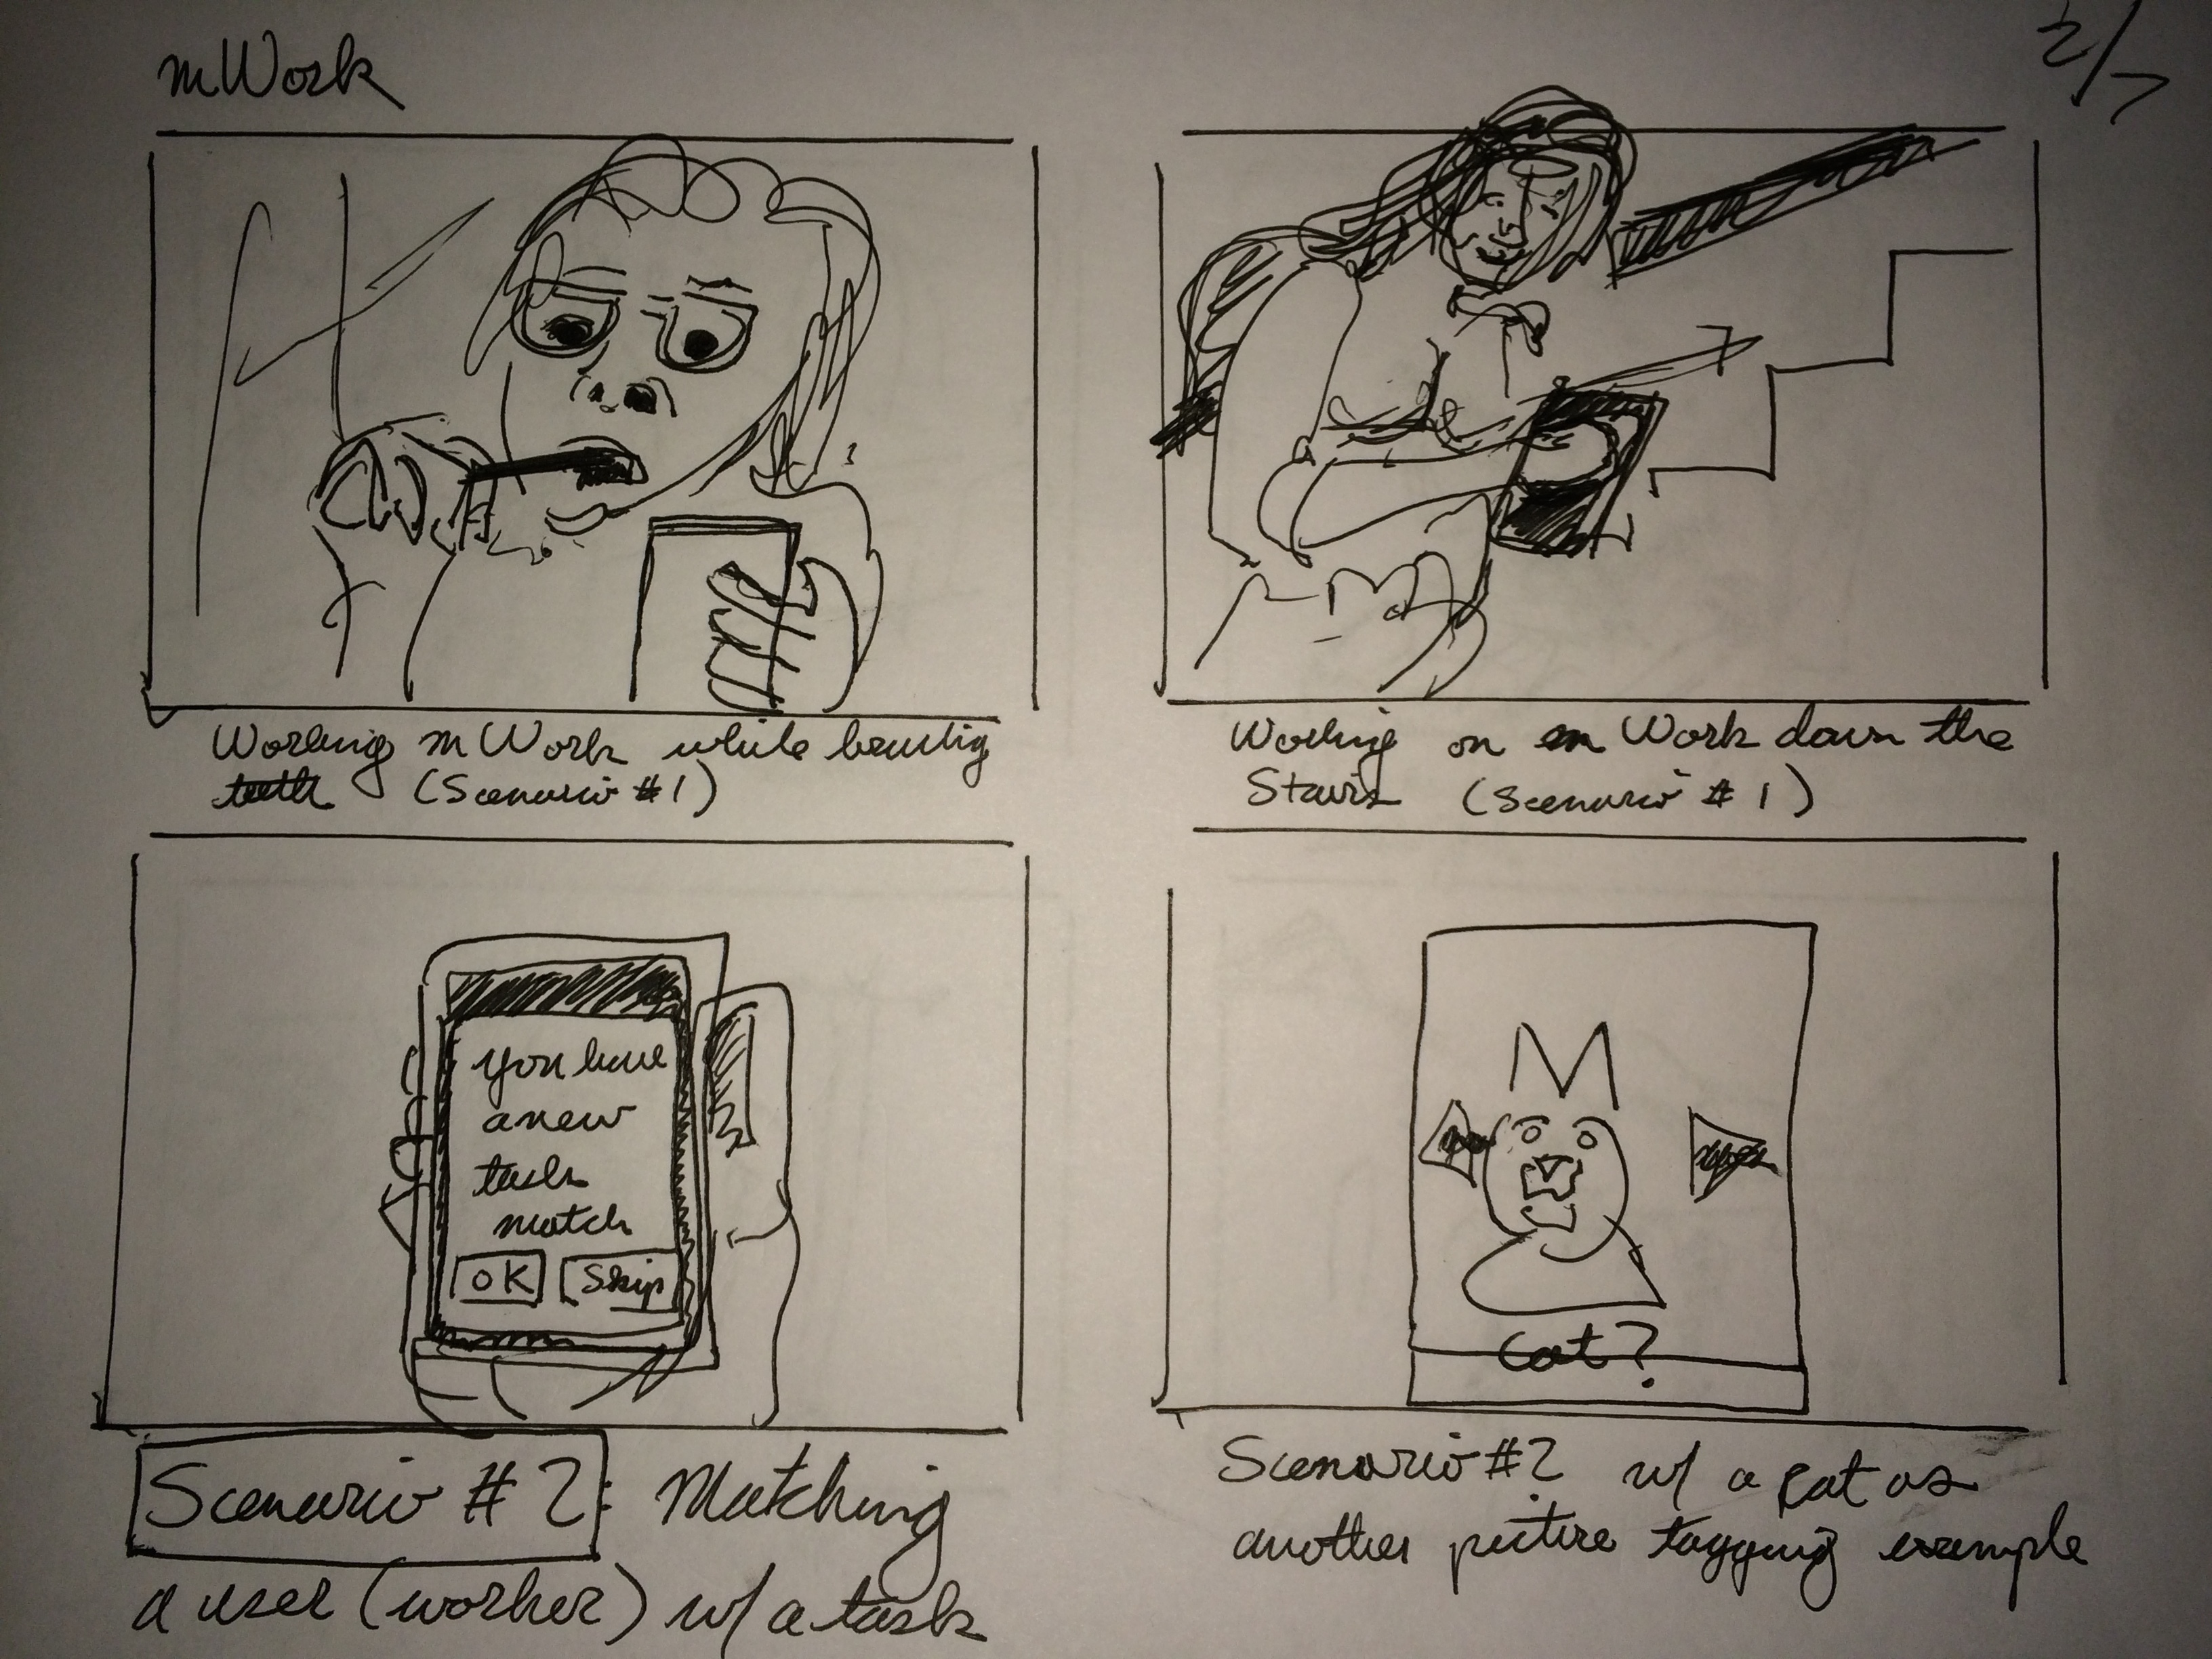 mWork
2/7
Working mWork while brushing
teeth (Scenario #1)
Working on mWork down the
Stairs (Scenario #1)
you have
a new
task
match
OK Skip
Cat?
Scenario #2: Matching
a user (worker) w/ a task
Scenario #2 w/ a cat as
another picture tagging example